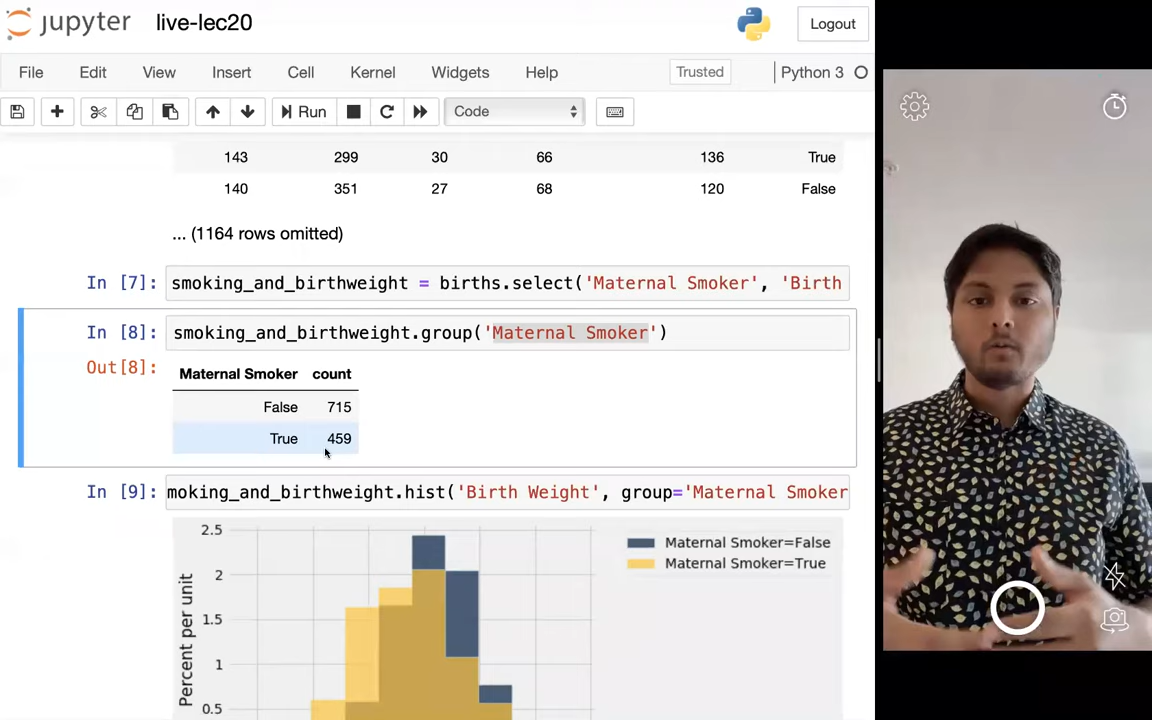 jupyter live-lec20 Logout
File Edit View Insert Cell Kernel Widgets Help Trusted Python 3
Run Code
143 299 30 66 136 True
140 351 27 68 120 False
... (1164 rows omitted)
In [7]: smoking_and_birthweight = births.select('Maternal Smoker', 'Birth
In [8]: smoking_and_birthweight.group('Maternal Smoker')
Out[8]:
Maternal Smoker count
False 715
True 459
In [9]: moking_and_birthweight.hist('Birth Weight', group='Maternal Smoker
2.5
2
1.5
1
0.5
Percent per unit
Maternal Smoker=False
Maternal Smoker=True